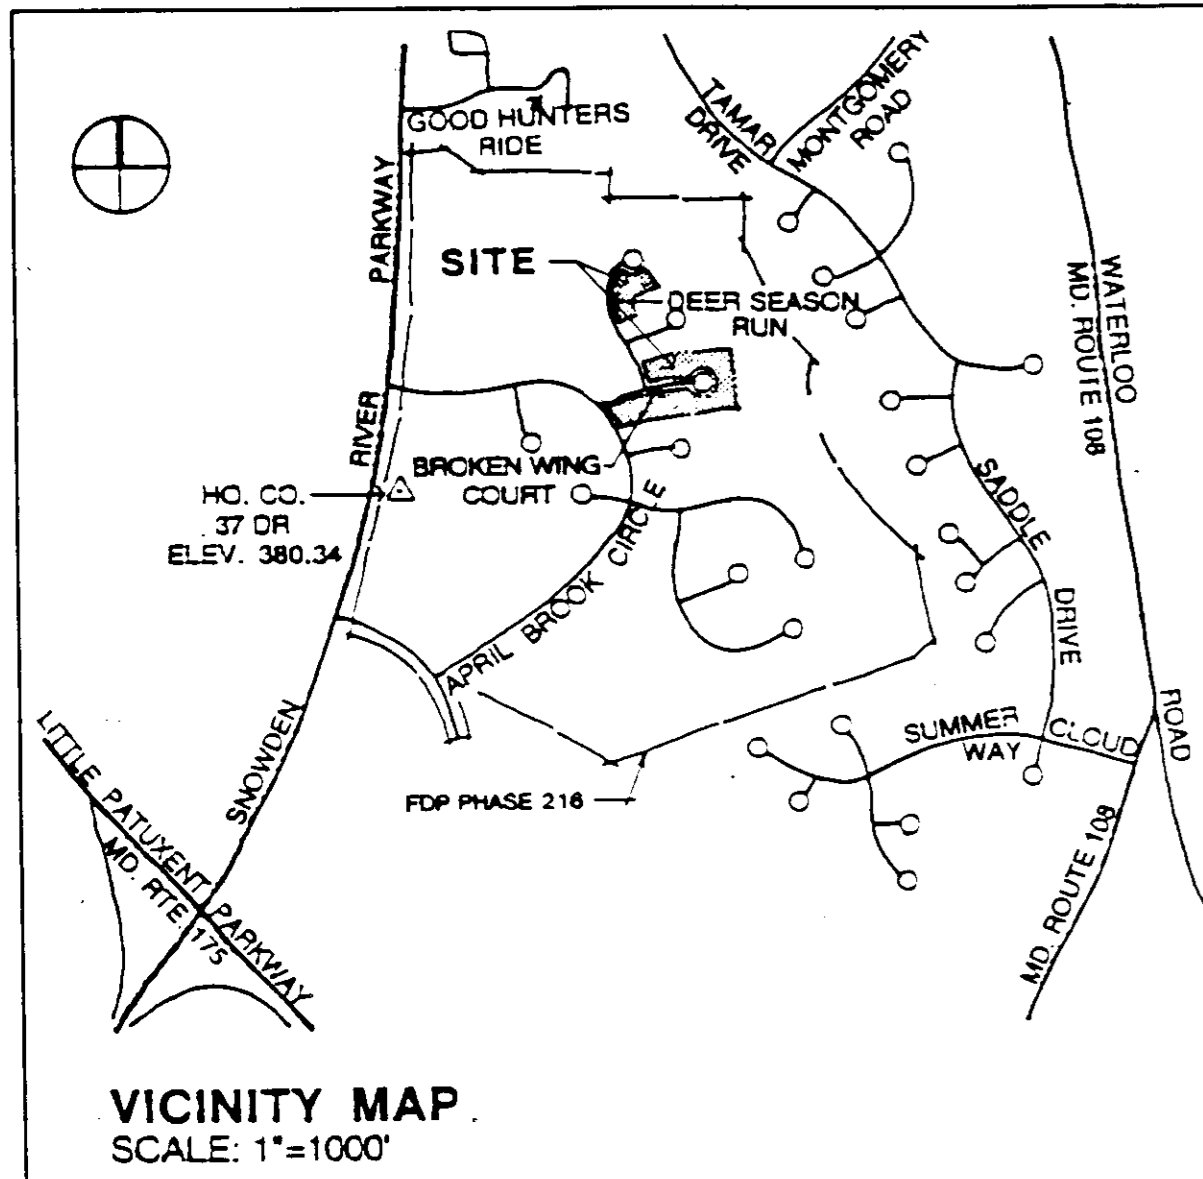 GOOD HUNTERS
RIDE
TAMAR
DRIVE
MONTGOMERY
ROAD
PARKWAY
SITE
DEER SEASON
RUN
WATERLOO
MD. ROUTE 108
RIVER
BROKEN WING
COURT
HO. CO.
37 DR
ELEV. 380.34
SADDLE
DRIVE
APRIL BROOK CIRCLE
SNOWDEN
SUMMER CLOUD
WAY
ROAD
FDP PHASE 216
LITTLE PATUXENT PARKWAY
MD. RTE. 175
MD. ROUTE 108
VICINITY MAP
SCALE: 1"=1000'